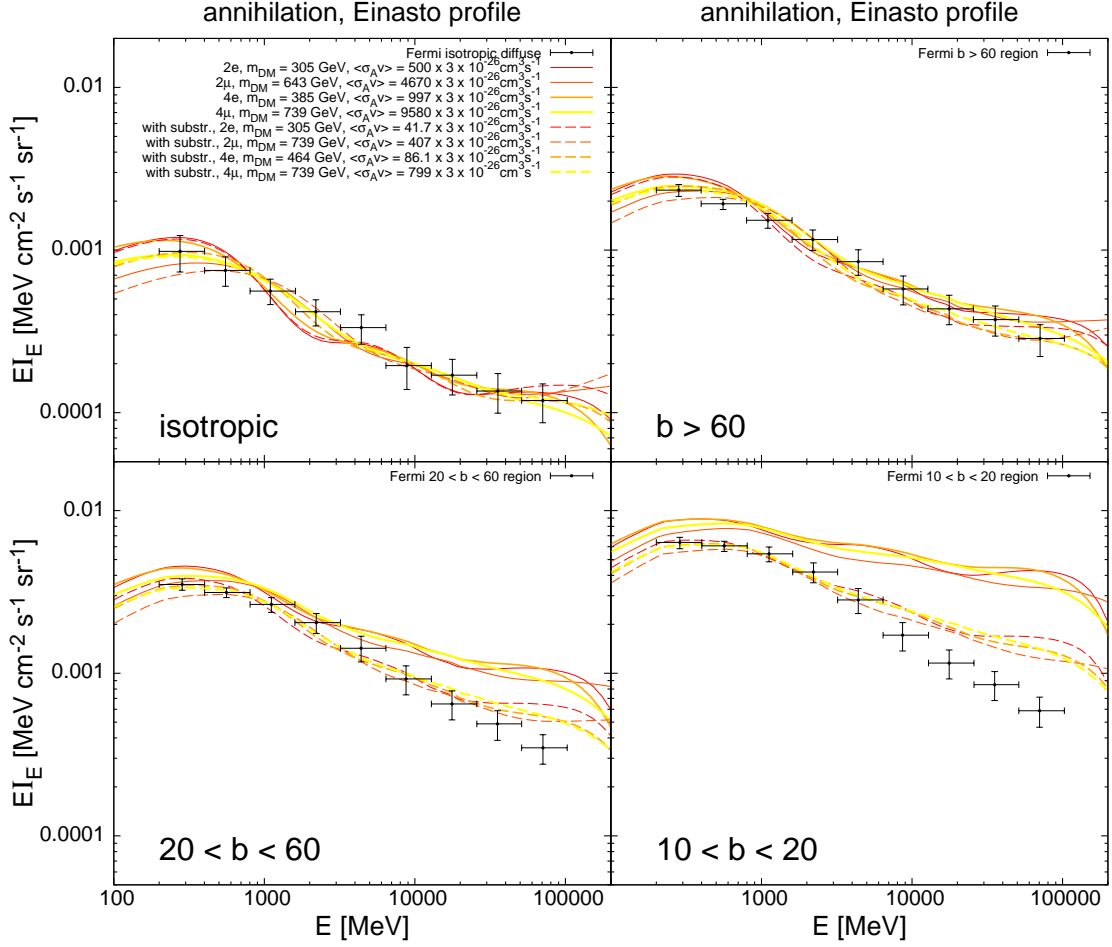 annihilation, Einasto profile
annihilation, Einasto profile
Fermi isotropic diffuse
2e, m_DM = 305 GeV, <σ_A v> = 500 x 3 x 10^-26 cm^3 s^-1
2μ, m_DM = 643 GeV, <σ_A v> = 4670 x 3 x 10^-26 cm^3 s^-1
4e, m_DM = 385 GeV, <σ_A v> = 997 x 3 x 10^-26 cm^3 s^-1
4μ, m_DM = 739 GeV, <σ_A v> = 9580 x 3 x 10^-26 cm^3 s^-1
with substr., 2e, m_DM = 305 GeV, <σ_A v> = 41.7 x 3 x 10^-26 cm^3 s^-1
with substr., 2μ, m_DM = 739 GeV, <σ_A v> = 407 x 3 x 10^-26 cm^3 s^-1
with substr., 4e, m_DM = 464 GeV, <σ_A v> = 86.1 x 3 x 10^-26 cm^3 s^-1
with substr., 4μ, m_DM = 739 GeV, <σ_A v> = 799 x 3 x 10^-26 cm^3 s^-1
0.01
0.001
0.0001
EI_E [MeV cm^-2 s^-1 sr^-1]
isotropic
Fermi b > 60 region
b > 60
Fermi 20 < b < 60 region
0.01
0.001
0.0001
EI_E [MeV cm^-2 s^-1 sr^-1]
20 < b < 60
100
1000
10000
100000
E [MeV]
Fermi 10 < b < 20 region
10 < b < 20
1000
10000
100000
E [MeV]